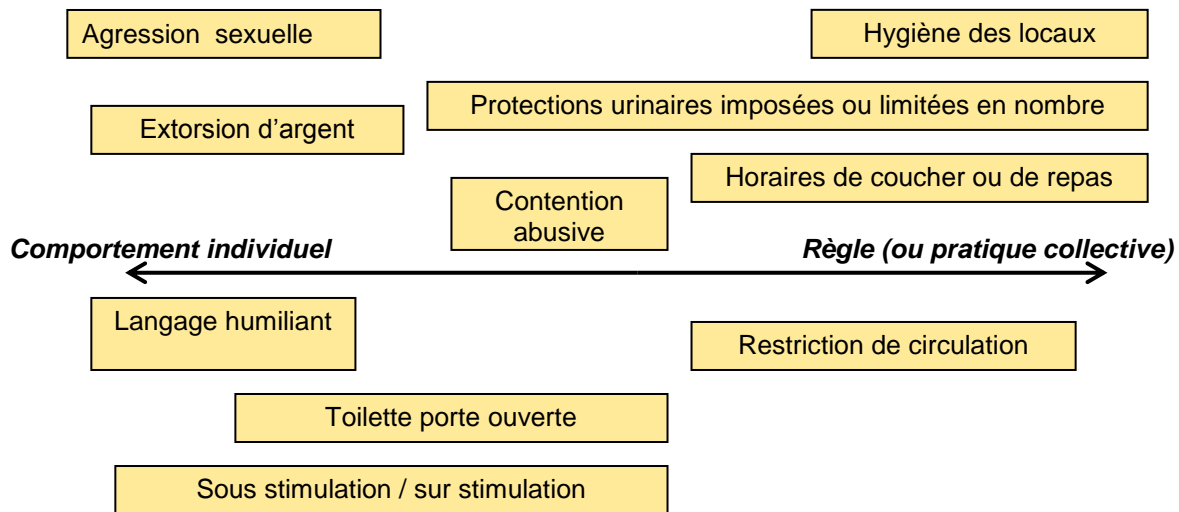 Agression sexuelle
Hygiène des locaux
Protections urinaires imposées ou limitées en nombre
Extorsion d’argent
Horaires de coucher ou de repas
Contention
abusive
Comportement individuel
Règle (ou pratique collective)
Langage humiliant
Restriction de circulation
Toilette porte ouverte
Sous stimulation / sur stimulation